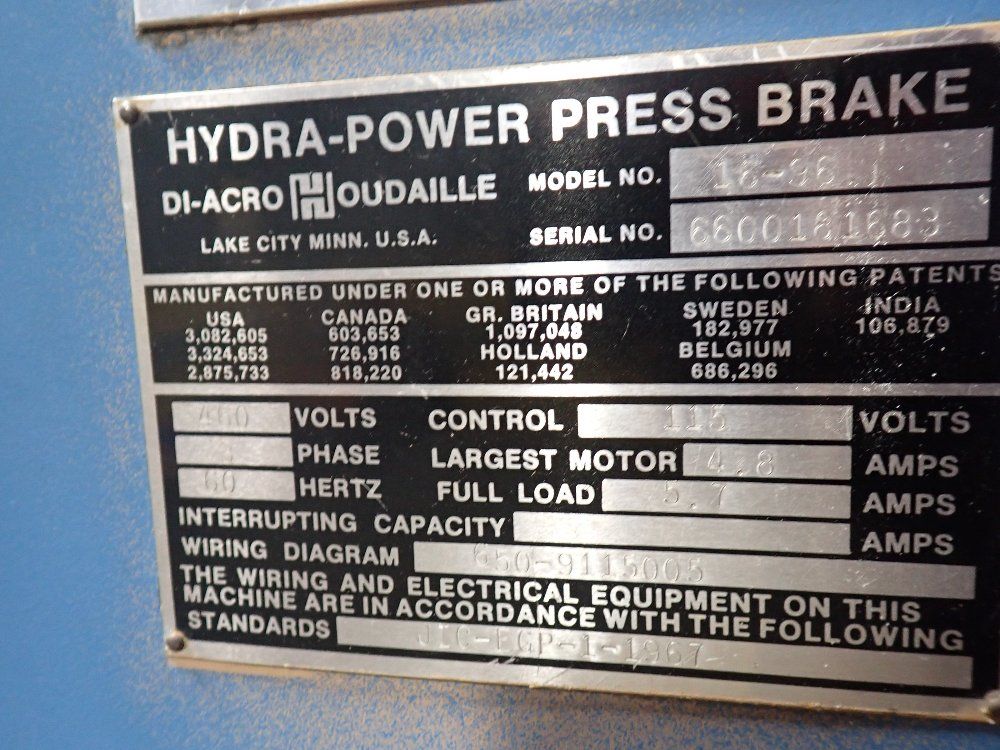 HYDRA-POWER PRESS BRAKE
DI-ACRO HOUDAILLE MODEL NO. 16-96
LAKE CITY MINN. U.S.A. SERIAL NO. 6600181683
MANUFACTURED UNDER ONE OR MORE OF THE FOLLOWING PATENTS
USA CANADA GR. BRITAIN SWEDEN INDIA
3,082,605 603,653 1,097,048 182,977 106,879
3,324,653 726,916 HOLLAND BELGIUM
2,875,733 818,220 121,442 686,296
460 VOLTS CONTROL 115 VOLTS
PHASE LARGEST MOTOR 4.8 AMPS
60 HERTZ FULL LOAD 5.7 AMPS
INTERRUPTING CAPACITY AMPS
WIRING DIAGRAM 650-9115005
THE WIRING AND ELECTRICAL EQUIPMENT ON THIS
MACHINE ARE IN ACCORDANCE WITH THE FOLLOWING
STANDARDS JIC-EGP-1-1967